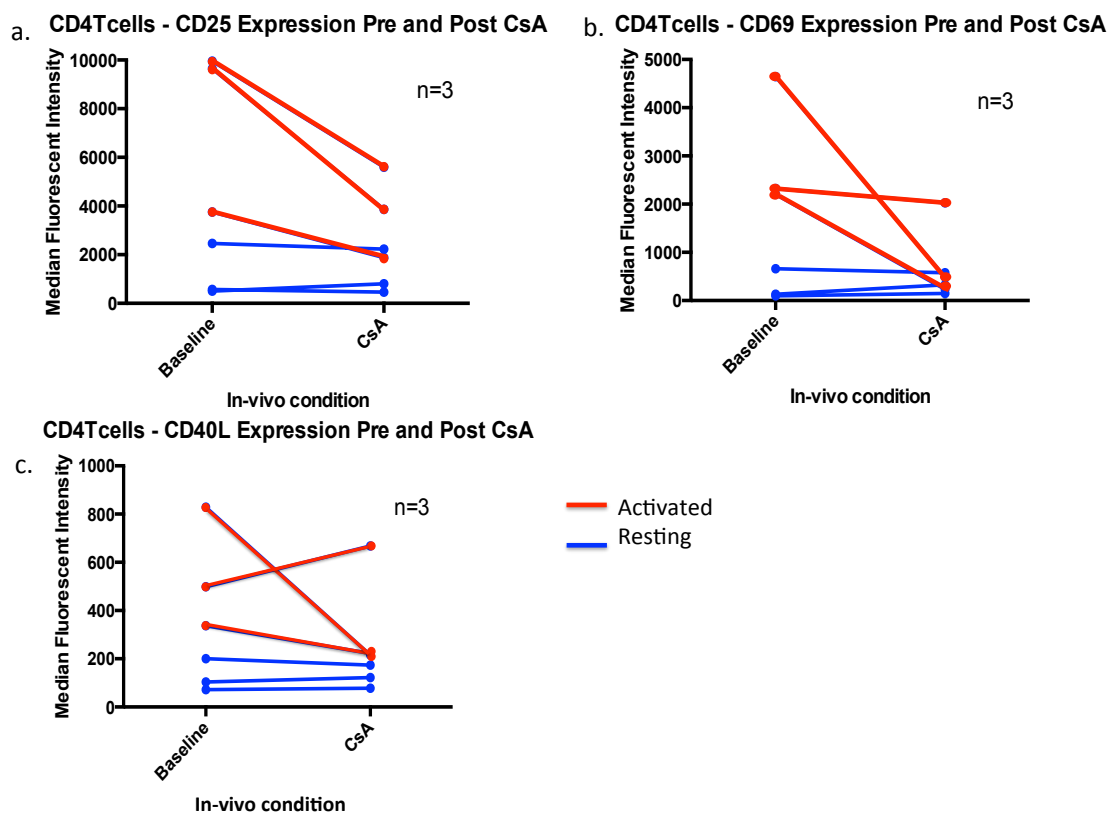 a.
CD4Tcells - CD25 Expression Pre and Post CsA
Median Fluorescent Intensity
10000
8000
6000
4000
2000
0
n=3
Baseline
CsA
In-vivo condition
b.
CD4Tcells - CD69 Expression Pre and Post CsA
Median Fluorescent Intensity
5000
4000
3000
2000
1000
0
n=3
Baseline
CsA
In-vivo condition
CD4Tcells - CD40L Expression Pre and Post CsA
c.
Median Fluorescent Intensity
1000
800
600
400
200
0
n=3
Baseline
CsA
In-vivo condition
Activated
Resting